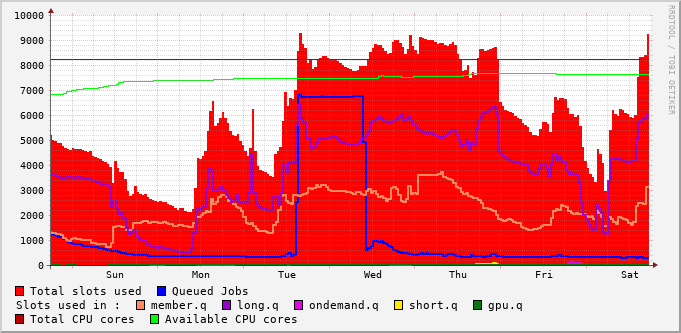 10000
9000
8000
7000
6000
5000
4000
3000
2000
1000
0
Sun Mon Tue Wed Thu Fri Sat
RRDTOOL / TOBI OETIKER
Total slots used Queued Jobs
Slots used in : member.q long.q ondemand.q short.q gpu.q
Total CPU cores Available CPU cores